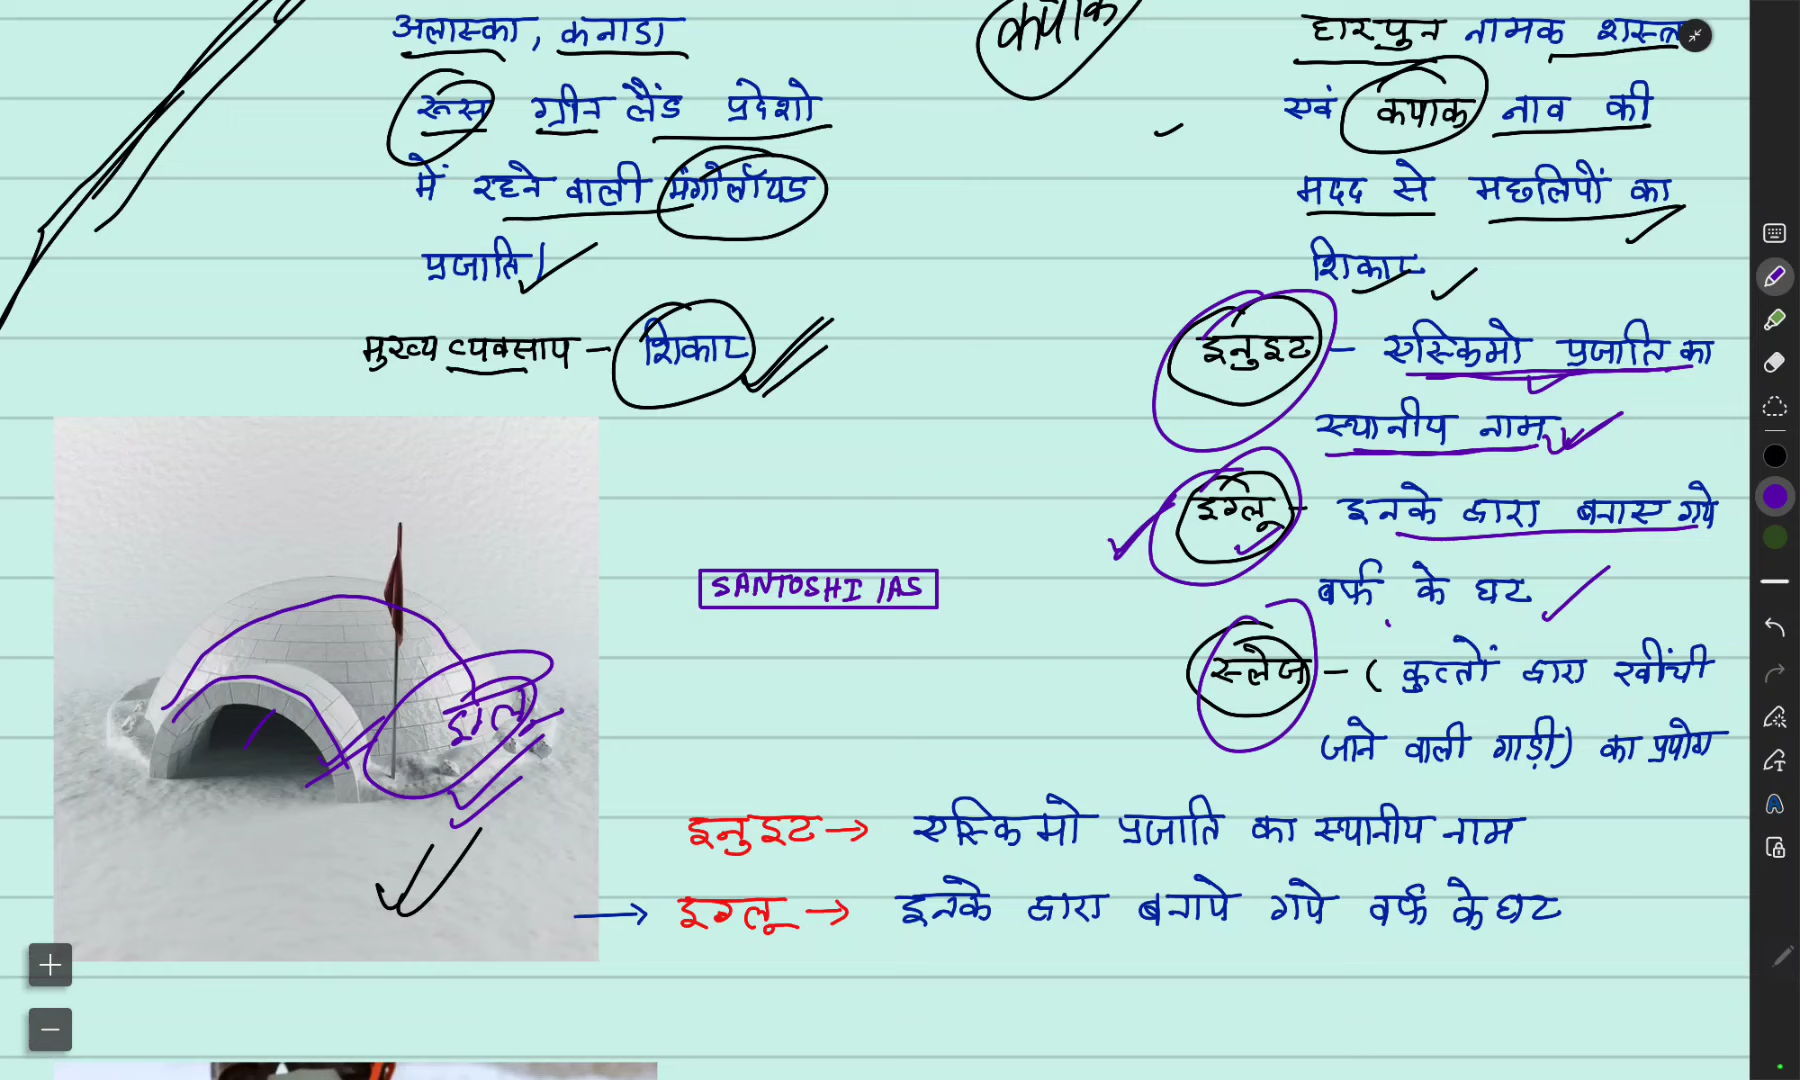 अलास्का, कनाडा
रूस ग्रीन लैंड प्रदेशो
में रहने वाली मंगोलॉयड
प्रजाति।
मुख्य व्यवसाय - शिकार
कयाक
हारपुन नामक शस्त्र
एवं कयाक नाव की
मदद से मछलियों का
शिकार
इनुइट - एस्किमो प्रजाति का
स्थानीय नाम
इग्लू - इनके द्वारा बनाए गये
बर्फ के घर
स्लेज - (कुत्तों द्वारा खींची
जाने वाली गाड़ी) का प्रयोग
SANTOSHI IAS
इनुइट → एस्किमो प्रजाति का स्थानीय नाम
→ इग्लू → इनके द्वारा बनाये गये बर्फ के घर